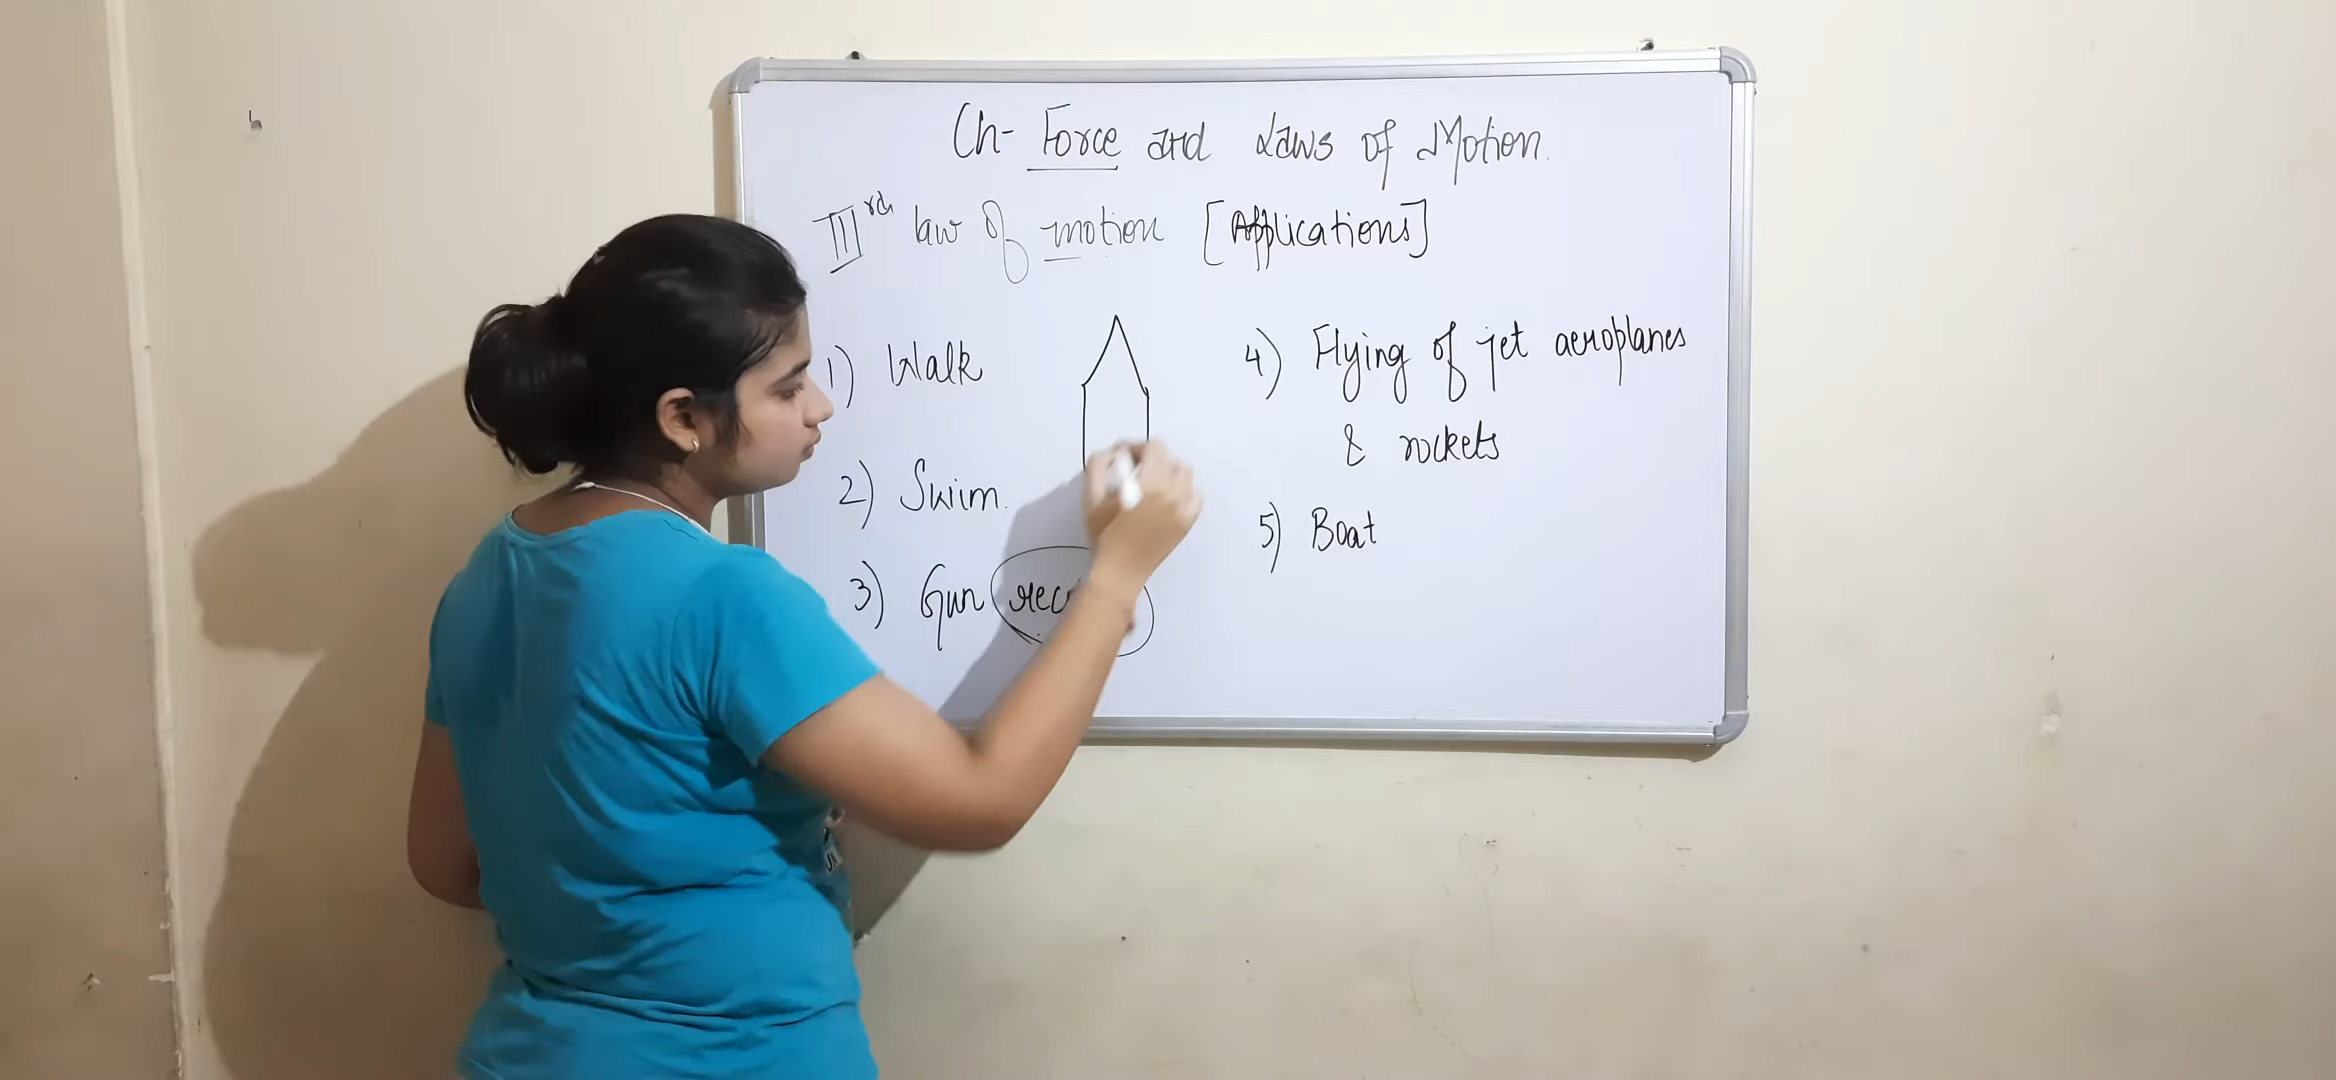 Ch- Force and Laws of Motion.
IIIrd law of motion [Applications]
1) Walk
2) Swim.
3) Gun
4) Flying of jet aeroplanes
& rockets
5) Boat